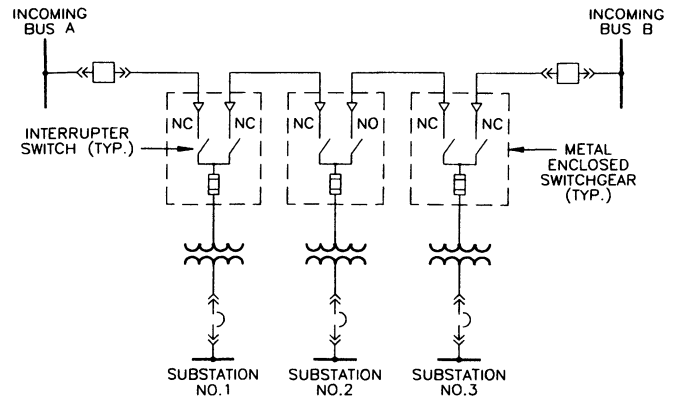 INCOMING
BUS A
INCOMING
BUS B
NC
NC
NC
NO
NC
NC
INTERRUPTER
SWITCH (TYP.)
METAL
ENCLOSED
SWITCHGEAR
(TYP.)
SUBSTATION
NO.1
SUBSTATION
NO.2
SUBSTATION
NO.3